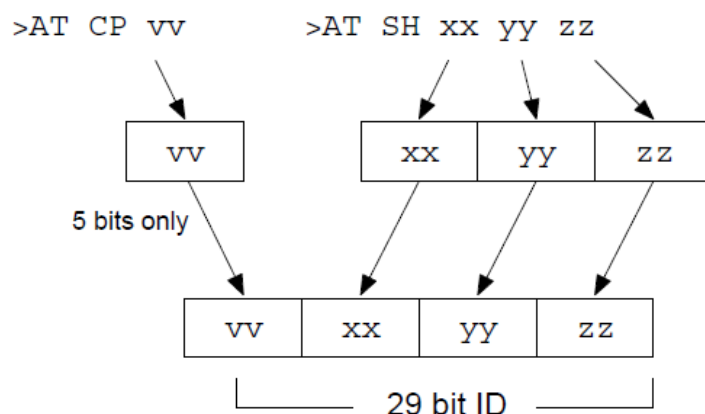 >AT CP vv >AT SH xx yy zz
vv xx yy zz
5 bits only
vv xx yy zz
29 bit ID